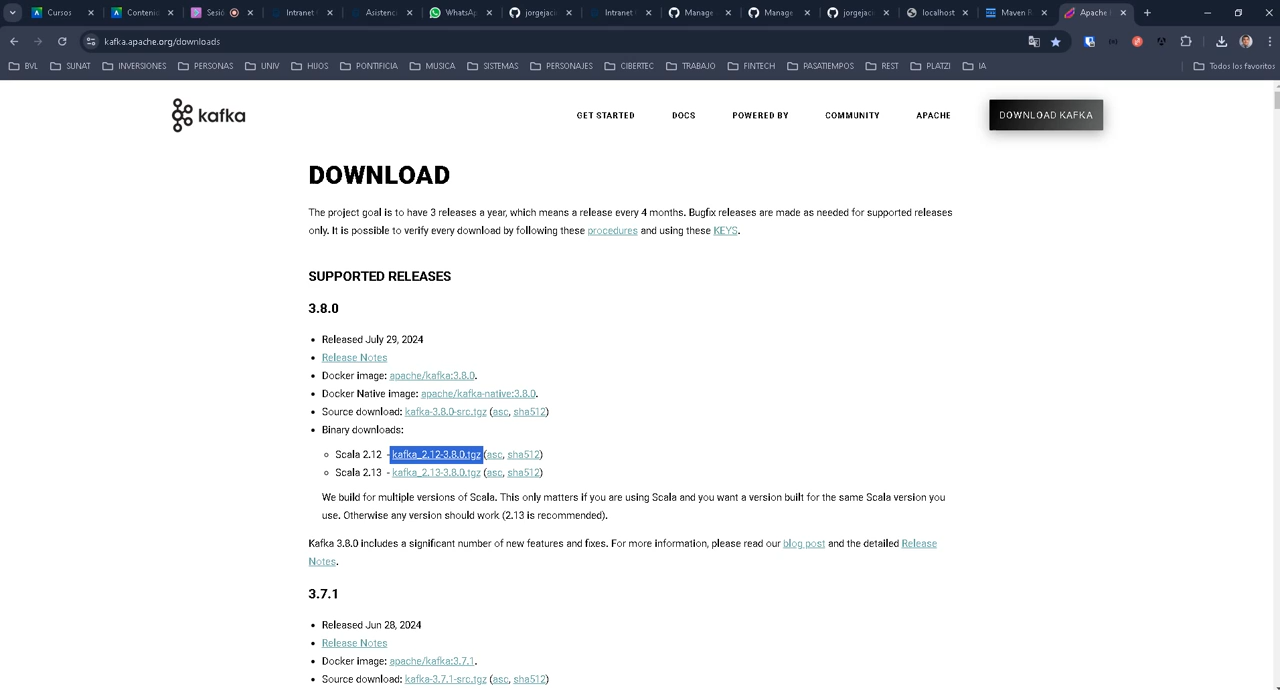 Cursos
Contenid
Sesió
Intranet
Asistenci
WhatsAp
jorgejaci
Intranet
Manage
Manage
jorgejaci
localhost
Maven R
Apache
kafka.apache.org/downloads
BVL SUNAT INVERSIONES PERSONAS UNIV HIJOS PONTIFICIA MUSICA SISTEMAS PERSONAJES CIBERTEC TRABAJO FINTECH PASATIEMPOS REST PLATZI IA Todos los favoritos
kafka
GET STARTED DOCS POWERED BY COMMUNITY APACHE DOWNLOAD KAFKA
DOWNLOAD
The project goal is to have 3 releases a year, which means a release every 4 months. Bugfix releases are made as needed for supported releases
only. It is possible to verify every download by following these procedures and using these KEYS.
SUPPORTED RELEASES
3.8.0
Released July 29, 2024
Release Notes
Docker image: apache/kafka:3.8.0.
Docker Native image: apache/kafka-native:3.8.0.
Source download: kafka-3.8.0-src.tgz (asc, sha512)
Binary downloads:
Scala 2.12 - kafka_2.12-3.8.0.tgz (asc, sha512)
Scala 2.13 - kafka_2.13-3.8.0.tgz (asc, sha512)
We build for multiple versions of Scala. This only matters if you are using Scala and you want a version built for the same Scala version you
use. Otherwise any version should work (2.13 is recommended).
Kafka 3.8.0 includes a significant number of new features and fixes. For more information, please read our blog post and the detailed Release
Notes.
3.7.1
Released Jun 28, 2024
Release Notes
Docker image: apache/kafka:3.7.1.
Source download: kafka-3.7.1-src.tgz (asc, sha512)